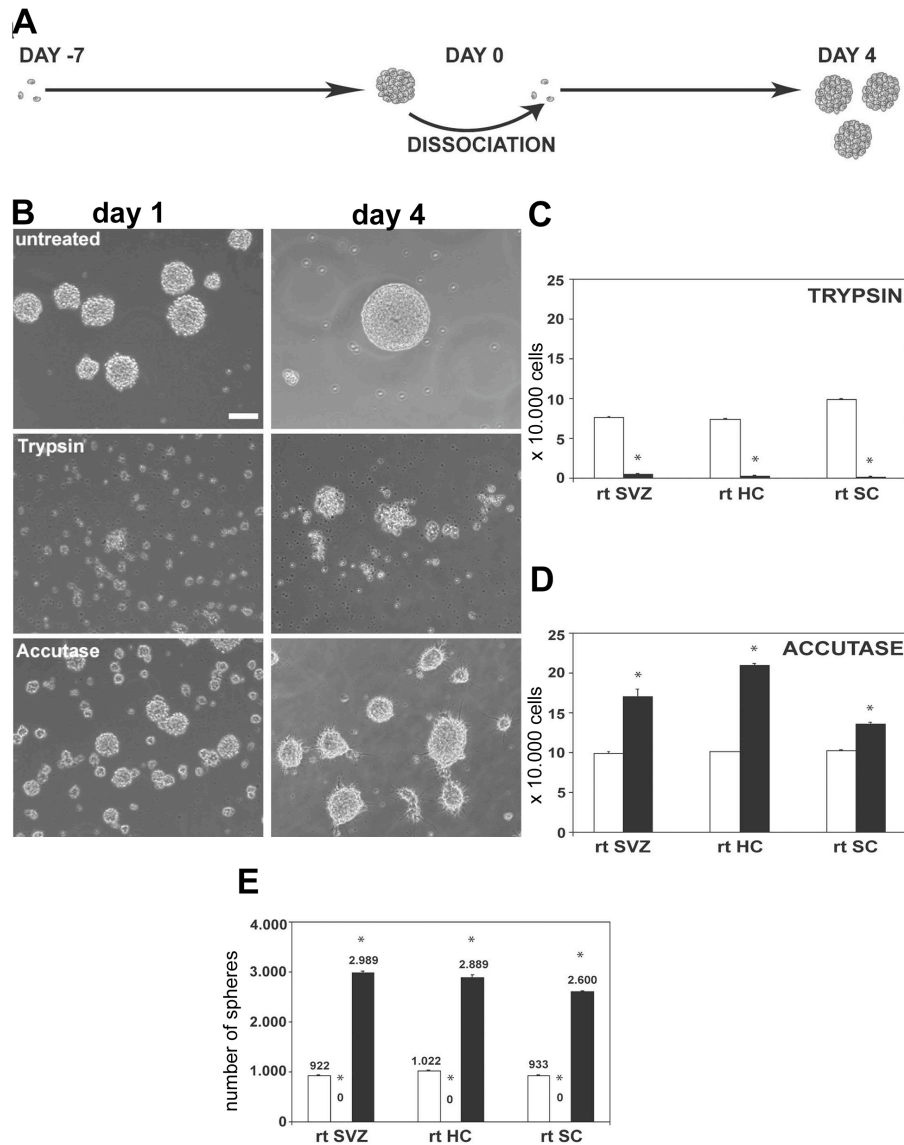 A
DAY -7
DAY 0
DAY 4
DISSOCIATION
B
day 1
day 4
untreated
Trypsin
Accutase
C
TRYPSIN
25
20
15
10
5
0
x 10.000 cells
*
*
*
rt SVZ
rt HC
rt SC
D
ACCUTASE
25
20
15
10
5
0
x 10.000 cells
*
*
*
rt SVZ
rt HC
rt SC
E
4.000
3.000
2.000
1.000
0
number of spheres
922
*
0
*
2.989
1.022
*
0
*
2.889
933
*
0
*
2.600
rt SVZ
rt HC
rt SC